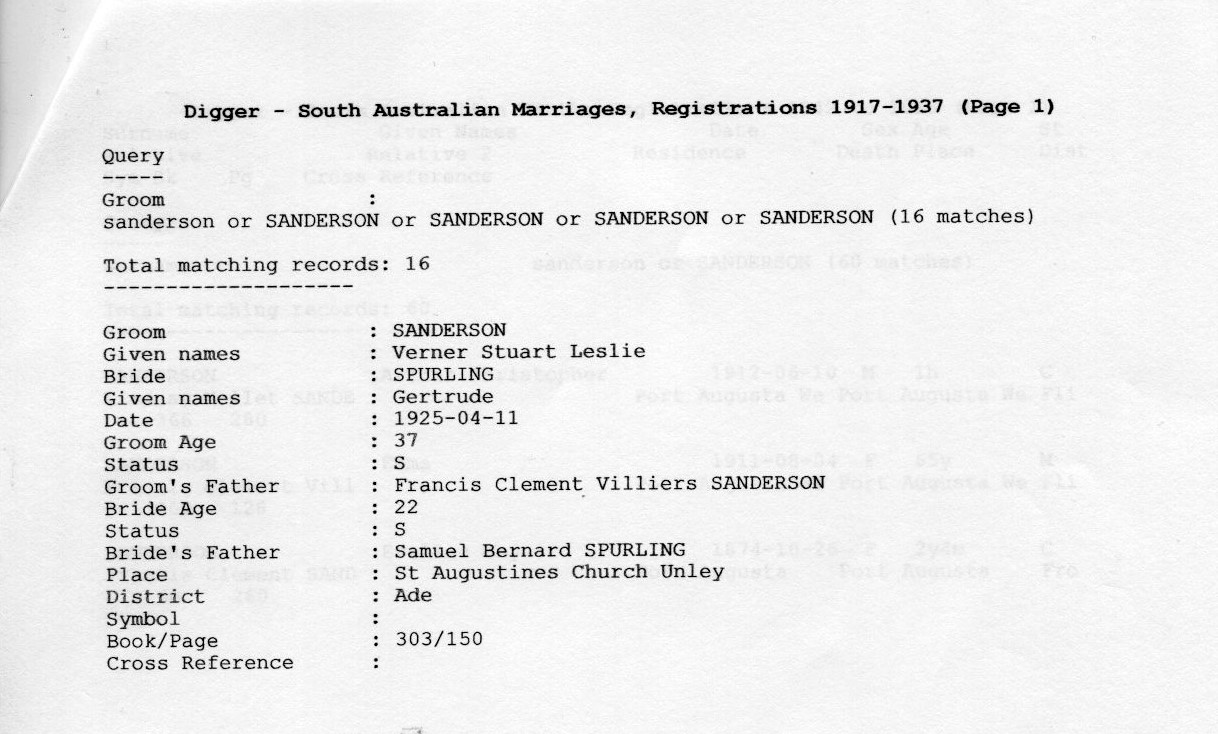 Digger - South Australian Marriages, Registrations 1917-1937 (Page 1)
Query
-----
Groom :
sanderson or SANDERSON or SANDERSON or SANDERSON or SANDERSON (16 matches)
Total matching records: 16
--------------------
Groom : SANDERSON
Given names : Verner Stuart Leslie
Bride : SPURLING
Given names : Gertrude
Date : 1925-04-11
Groom Age : 37
Status : S
Groom's Father : Francis Clement Villiers SANDERSON
Bride Age : 22
Status : S
Bride's Father : Samuel Bernard SPURLING
Place : St Augustines Church Unley
District : Ade
Symbol :
Book/Page : 303/150
Cross Reference :